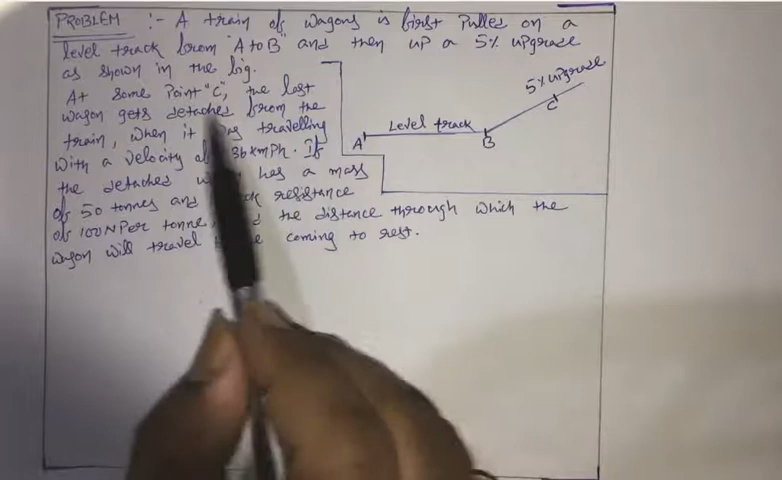 PROBLEM :- A train of wagons is first pulled on a
level track from "A to B" and then up a 5% upgrade
as shown in the fig.
At some Point "C", the last
wagon gets detached from the
train, when it was travelling
with a velocity of 36 kmph. If
the detached has a mass
of 50 tonnes and resistance
of 100N Per tonne, the distance through which the
wagon will travel coming to rest.
5% upgrade
C
Level track
A
B